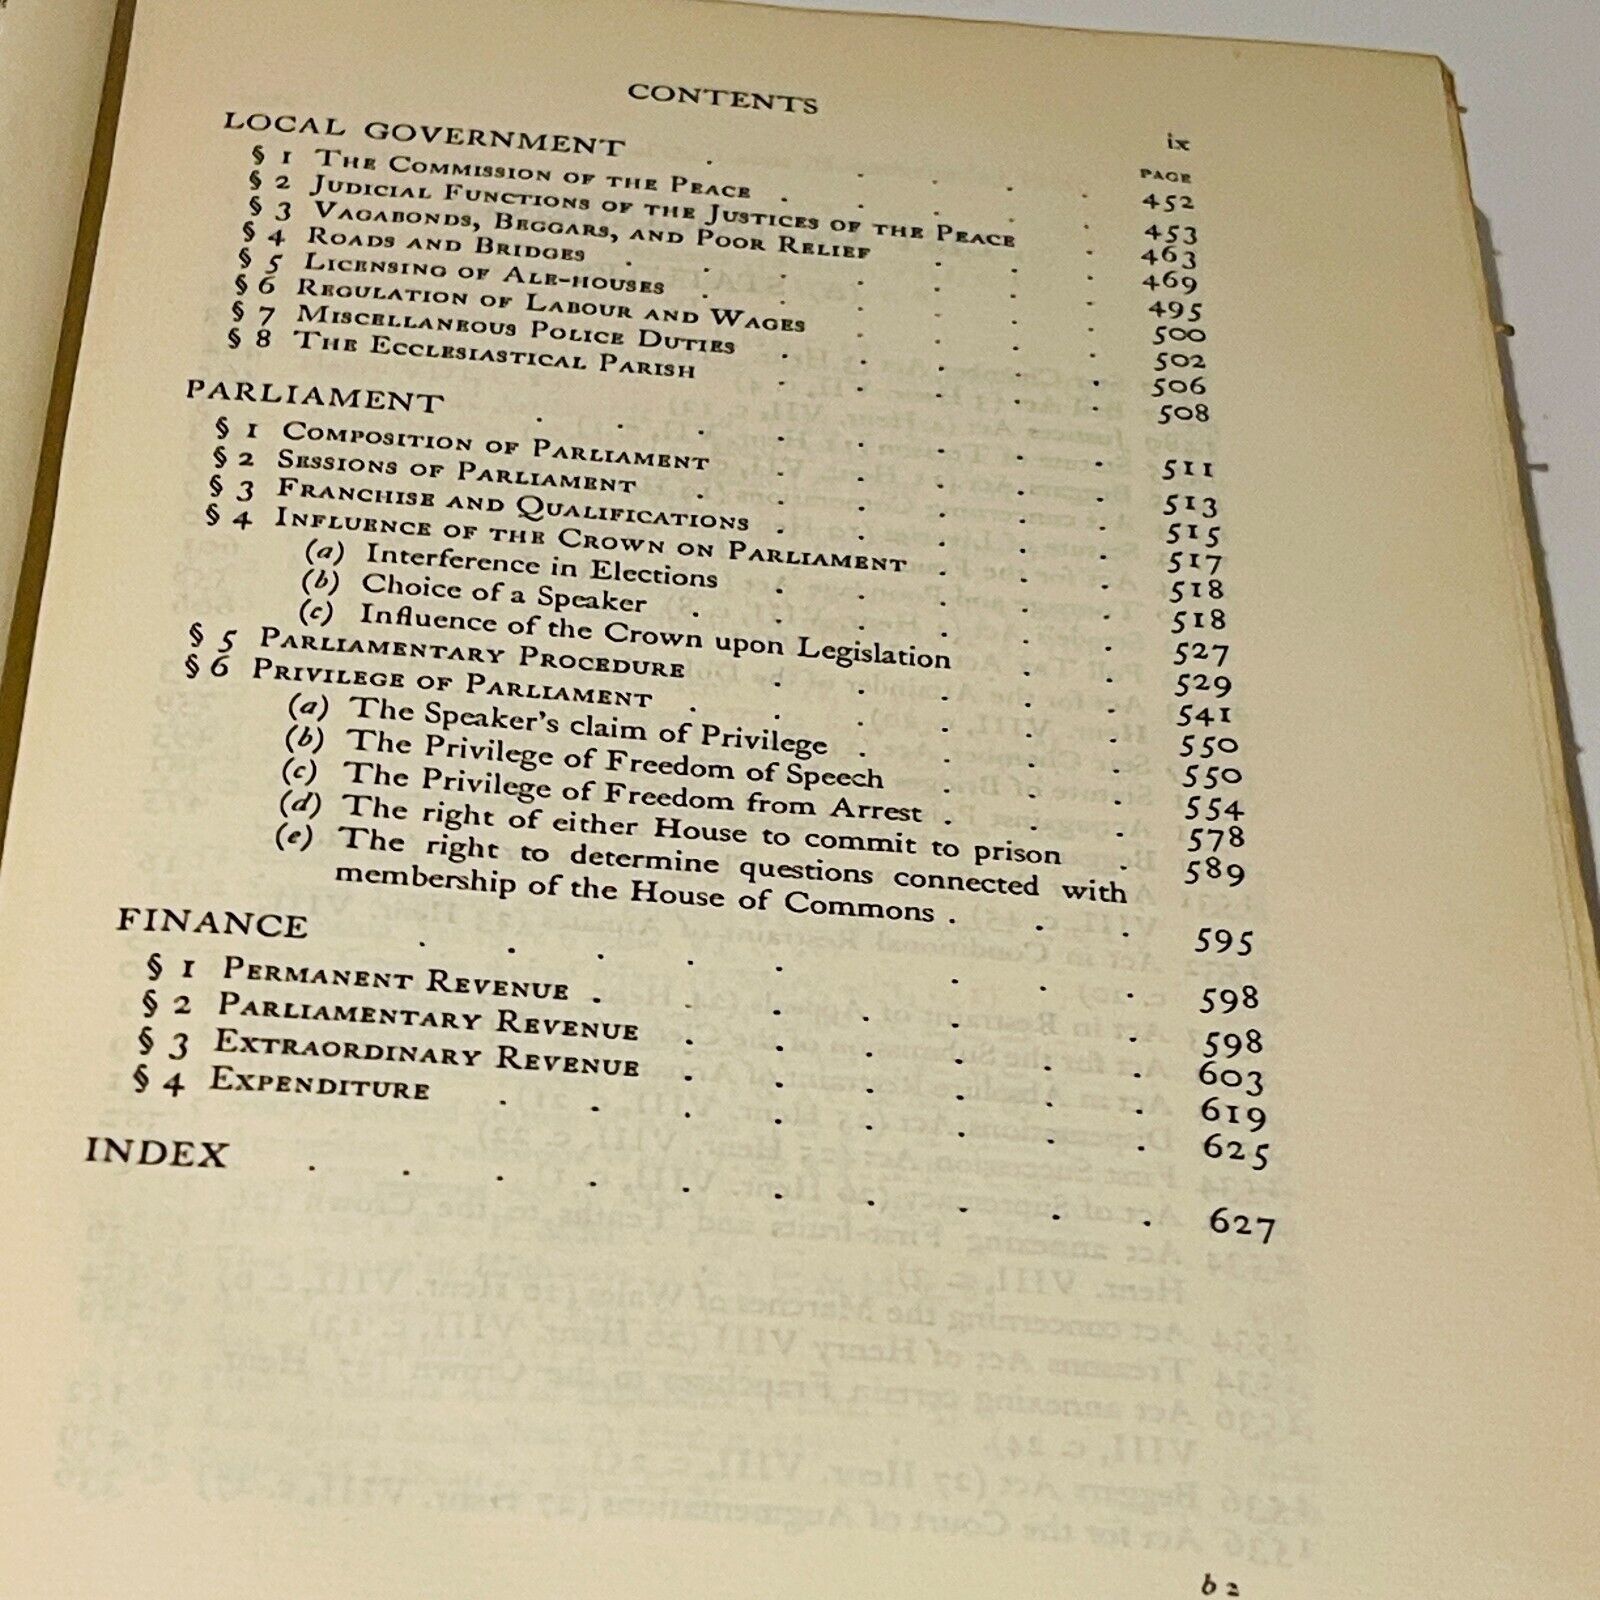 CONTENTS ix
PAGE
LOCAL GOVERNMENT . . . . . 452
§ 1 THE COMMISSION OF THE PEACE . . . . . 453
§ 2 JUDICIAL FUNCTIONS OF THE JUSTICES OF THE PEACE . 463
§ 3 VAGABONDS, BEGGARS, AND POOR RELIEF . . . 469
§ 4 ROADS AND BRIDGES . . . . . . 495
§ 5 LICENSING OF ALE-HOUSES . . . . . 500
§ 6 REGULATION OF LABOUR AND WAGES . . . . 502
§ 7 MISCELLANEOUS POLICE DUTIES . . . . . 506
§ 8 THE ECCLESIASTICAL PARISH . . . . . 508
PARLIAMENT . . . . . . . . 511
§ 1 COMPOSITION OF PARLIAMENT . . . . . 513
§ 2 SESSIONS OF PARLIAMENT . . . . . . 515
§ 3 FRANCHISE AND QUALIFICATIONS . . . . . 517
§ 4 INFLUENCE OF THE CROWN ON PARLIAMENT . . . 518
(a) Interference in Elections . . . . . 518
(b) Choice of a Speaker . . . . . . 527
(c) Influence of the Crown upon Legislation . . 529
§ 5 PARLIAMENTARY PROCEDURE . . . . . 541
§ 6 PRIVILEGE OF PARLIAMENT . . . . . . 550
(a) The Speaker's claim of Privilege . . . . 550
(b) The Privilege of Freedom of Speech . . . 554
(c) The Privilege of Freedom from Arrest . . . 578
(d) The right of either House to commit to prison . 589
(e) The right to determine questions connected with
membership of the House of Commons . . . 595
FINANCE . . . . . . . . 598
§ 1 PERMANENT REVENUE . . . . . . 598
§ 2 PARLIAMENTARY REVENUE . . . . . . 603
§ 3 EXTRAORDINARY REVENUE . . . . . . 619
§ 4 EXPENDITURE . . . . . . . . 625
INDEX . . . . . . . . . . 627
b 2